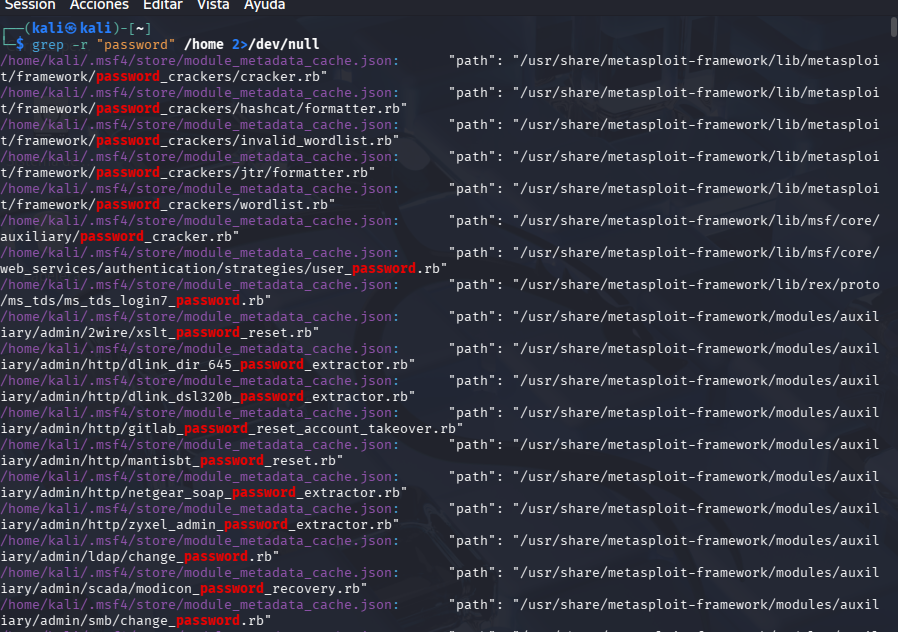 Sesión Acciones Editar Vista Ayuda
┌──(kali㉿kali)-[~]
└─$ grep -r "password" /home 2>/dev/null
/home/kali/.msf4/store/module_metadata_cache.json:      "path": "/usr/share/metasploit-framework/lib/metasploi
t/framework/password_crackers/cracker.rb"
/home/kali/.msf4/store/module_metadata_cache.json:      "path": "/usr/share/metasploit-framework/lib/metasploi
t/framework/password_crackers/hashcat/formatter.rb"
/home/kali/.msf4/store/module_metadata_cache.json:      "path": "/usr/share/metasploit-framework/lib/metasploi
t/framework/password_crackers/invalid_wordlist.rb"
/home/kali/.msf4/store/module_metadata_cache.json:      "path": "/usr/share/metasploit-framework/lib/metasploi
t/framework/password_crackers/jtr/formatter.rb"
/home/kali/.msf4/store/module_metadata_cache.json:      "path": "/usr/share/metasploit-framework/lib/metasploi
t/framework/password_crackers/wordlist.rb"
/home/kali/.msf4/store/module_metadata_cache.json:      "path": "/usr/share/metasploit-framework/lib/msf/core/
auxiliary/password_cracker.rb"
/home/kali/.msf4/store/module_metadata_cache.json:      "path": "/usr/share/metasploit-framework/lib/msf/core/
web_services/authentication/strategies/user_password.rb"
/home/kali/.msf4/store/module_metadata_cache.json:      "path": "/usr/share/metasploit-framework/lib/rex/proto
/ms_tds/ms_tds_login7_password.rb"
/home/kali/.msf4/store/module_metadata_cache.json:      "path": "/usr/share/metasploit-framework/modules/auxil
iary/admin/2wire/xslt_password_reset.rb"
/home/kali/.msf4/store/module_metadata_cache.json:      "path": "/usr/share/metasploit-framework/modules/auxil
iary/admin/http/dlink_dir_645_password_extractor.rb"
/home/kali/.msf4/store/module_metadata_cache.json:      "path": "/usr/share/metasploit-framework/modules/auxil
iary/admin/http/dlink_dsl320b_password_extractor.rb"
/home/kali/.msf4/store/module_metadata_cache.json:      "path": "/usr/share/metasploit-framework/modules/auxil
iary/admin/http/gitlab_password_reset_account_takeover.rb"
/home/kali/.msf4/store/module_metadata_cache.json:      "path": "/usr/share/metasploit-framework/modules/auxil
iary/admin/http/mantisbt_password_reset.rb"
/home/kali/.msf4/store/module_metadata_cache.json:      "path": "/usr/share/metasploit-framework/modules/auxil
iary/admin/http/netgear_soap_password_extractor.rb"
/home/kali/.msf4/store/module_metadata_cache.json:      "path": "/usr/share/metasploit-framework/modules/auxil
iary/admin/http/zyxel_admin_password_extractor.rb"
/home/kali/.msf4/store/module_metadata_cache.json:      "path": "/usr/share/metasploit-framework/modules/auxil
iary/admin/ldap/change_password.rb"
/home/kali/.msf4/store/module_metadata_cache.json:      "path": "/usr/share/metasploit-framework/modules/auxil
iary/admin/scada/modicon_password_recovery.rb"
/home/kali/.msf4/store/module_metadata_cache.json:      "path": "/usr/share/metasploit-framework/modules/auxil
iary/admin/smb/change_password.rb"